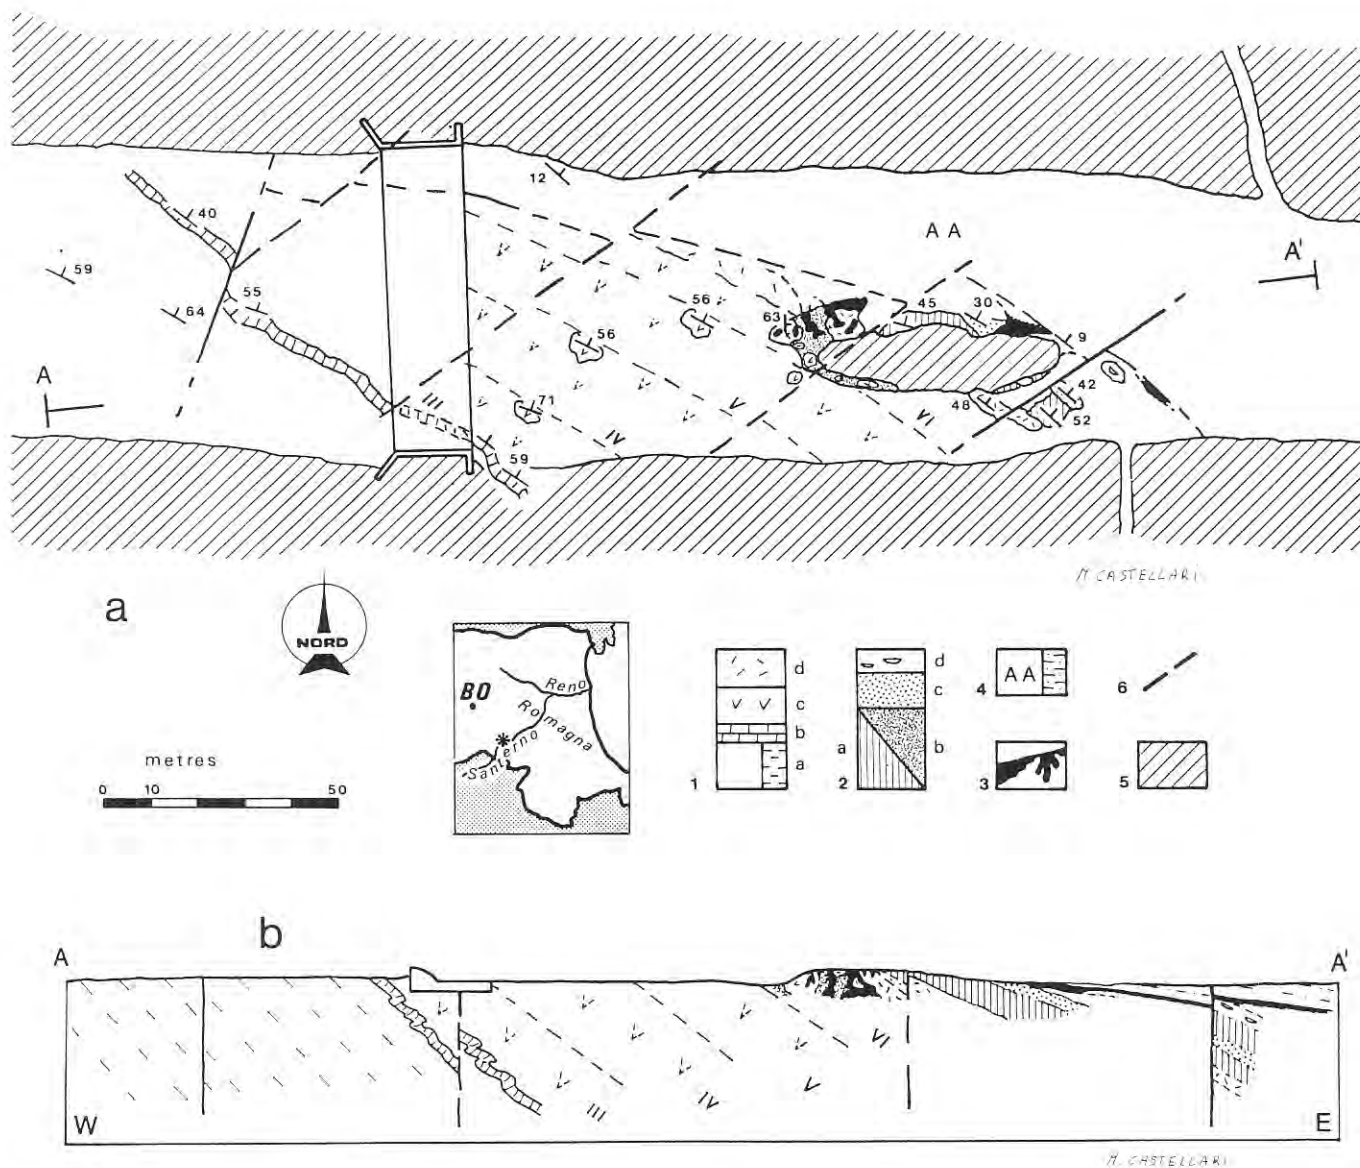 12
40
59
55
64
A A
A'
A
56
56
63
45
30
9
42
48
52
71
59
III
IV
V
VI
M CASTELLARI
a
NORD
metres
0 10 50
BO
Reno
Romagna
Santerno
d
c
b
a
1
d
c
a
b
2
A A
4
3
6
5
b
A
A'
III
IV
V
VI
W
E
M. CASTELLARI